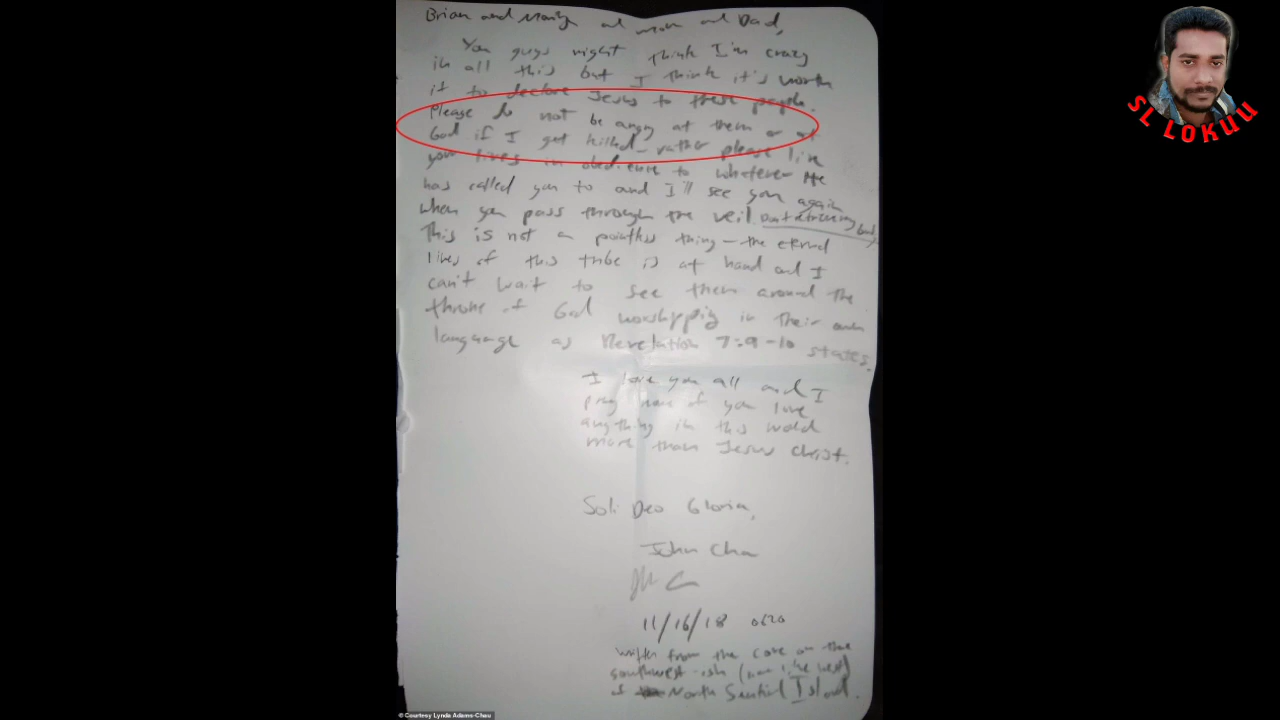 Brian and Marilyn and mom and Dad,
You guys might think I'm crazy
in all this but I think it's worth
it to declare Jesus to these people.
Please do not be angry at them or at
God if I get killed - rather please live
your lives in obedience to whatever He
has called you to and I'll see you again
when you pass through the veil
This is not a pointless thing - the eternal
lives of this tribe is at hand and I
can't wait to see them around the
throne of God worshipping in their own
language as Revelation 7:9-10 states.
I love you all and I
pray none of you love
anything in this world
more than Jesus Christ.
Soli Deo Gloria,
John Chau
11/16/18 0620
written from the cove on the
southwest-ish
of North Sentinel Island.
© Courtesy Lynda Adams-Chau
SL LOKUU